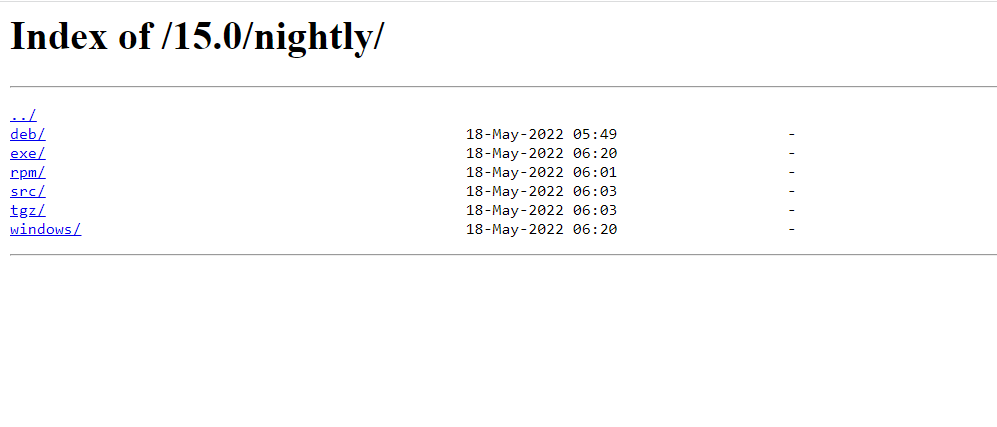 Index of /15.0/nightly/
../
deb/ 18-May-2022 05:49 -
exe/ 18-May-2022 06:20 -
rpm/ 18-May-2022 06:01 -
src/ 18-May-2022 06:03 -
tgz/ 18-May-2022 06:03 -
windows/ 18-May-2022 06:20 -